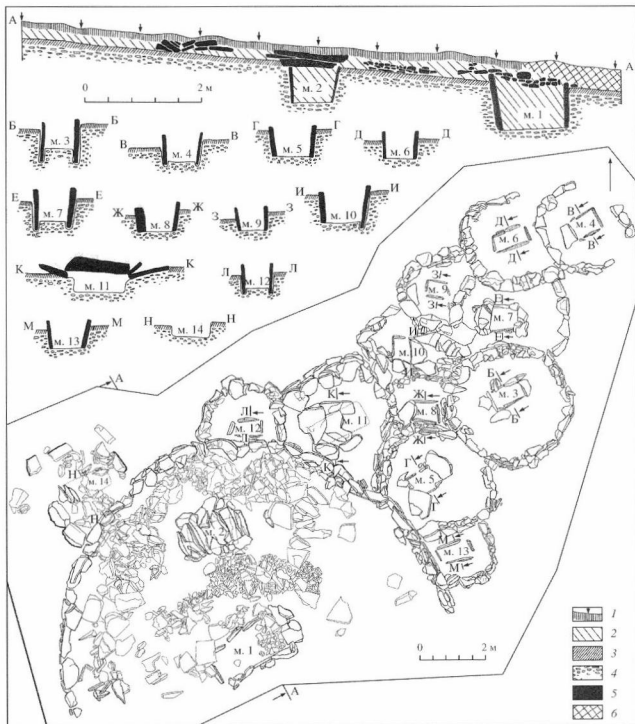 А
А
м. 2
м. 1
0 2 м
Б Б
м. 3
В В
м. 4
Г Г
м. 5
Д Д
м. 6
Е Е
м. 7
Ж Ж
м. 8
З З
м. 9
И И
м. 10
К К
м. 11
Л Л
м. 12
М М
м. 13
Н Н
м. 14
А
Д
м. 6
Д
В
м. 4
В
З
м. 9
З
м. 7
И
м. 10
Б
м. 3
Б
Ж
м. 8
Ж
К
м. 11
К
Л
м. 12
Л
Г
м. 5
Г
Н
м. 14
Н
М
м. 13
М
м. 1
0 2 м
А
1
2
3
4
5
6